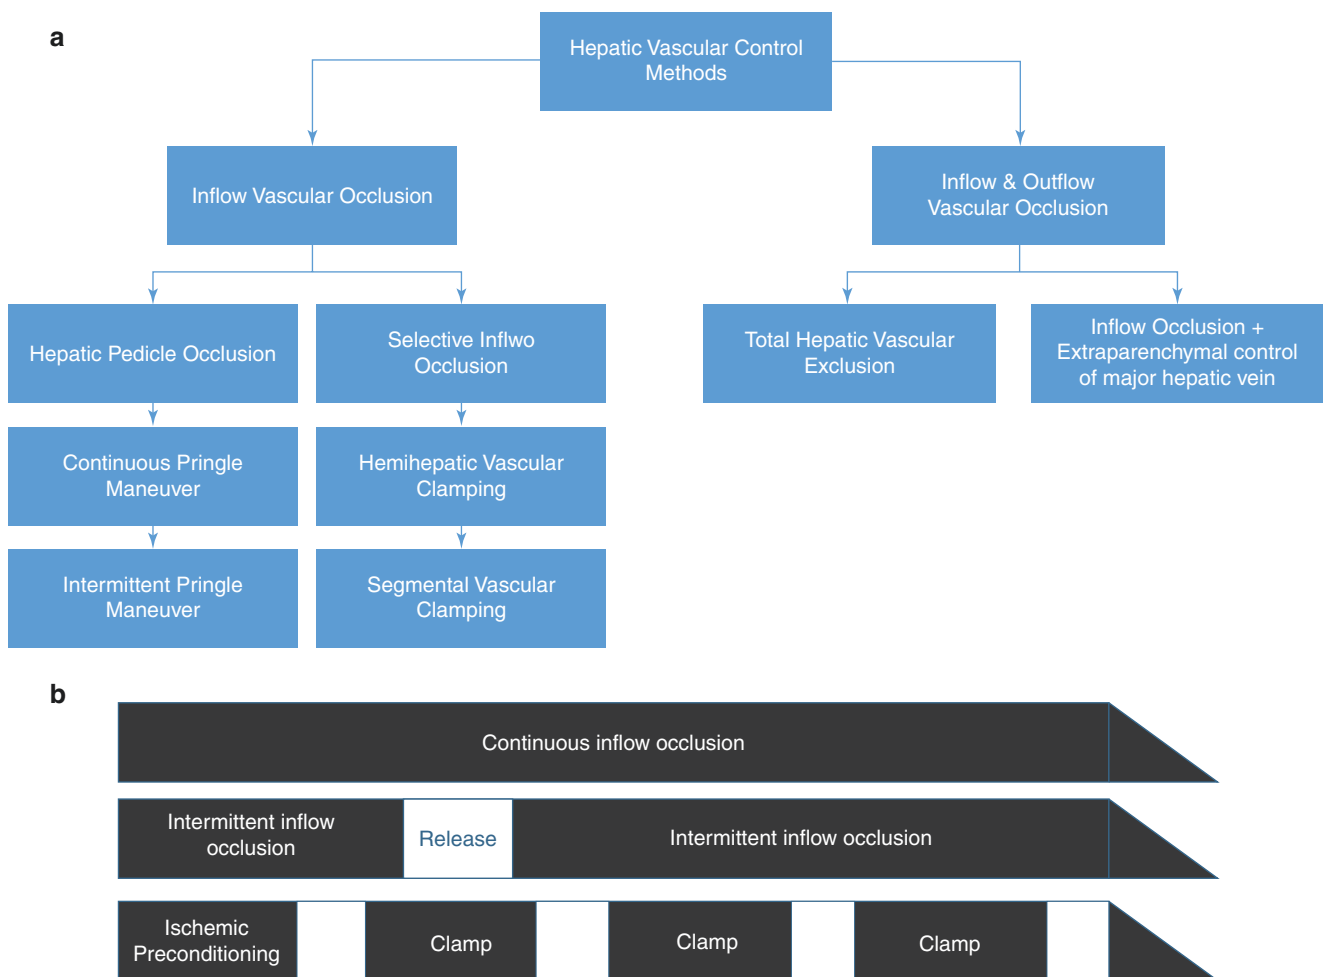 a
Hepatic Vascular Control
Methods
Inflow Vascular Occlusion
Inflow & Outflow
Vascular Occlusion
Hepatic Pedicle Occlusion
Selective Inflwo
Occlusion
Total Hepatic Vascular
Exclusion
Inflow Occlusion +
Extraparenchymal control
of major hepatic vein
Continuous Pringle
Maneuver
Hemihepatic Vascular
Clamping
Intermittent Pringle
Maneuver
Segmental Vascular
Clamping
b
Continuous inflow occlusion
Intermittent inflow
occlusion
Release
Intermittent inflow occlusion
Ischemic
Preconditioning
Clamp
Clamp
Clamp